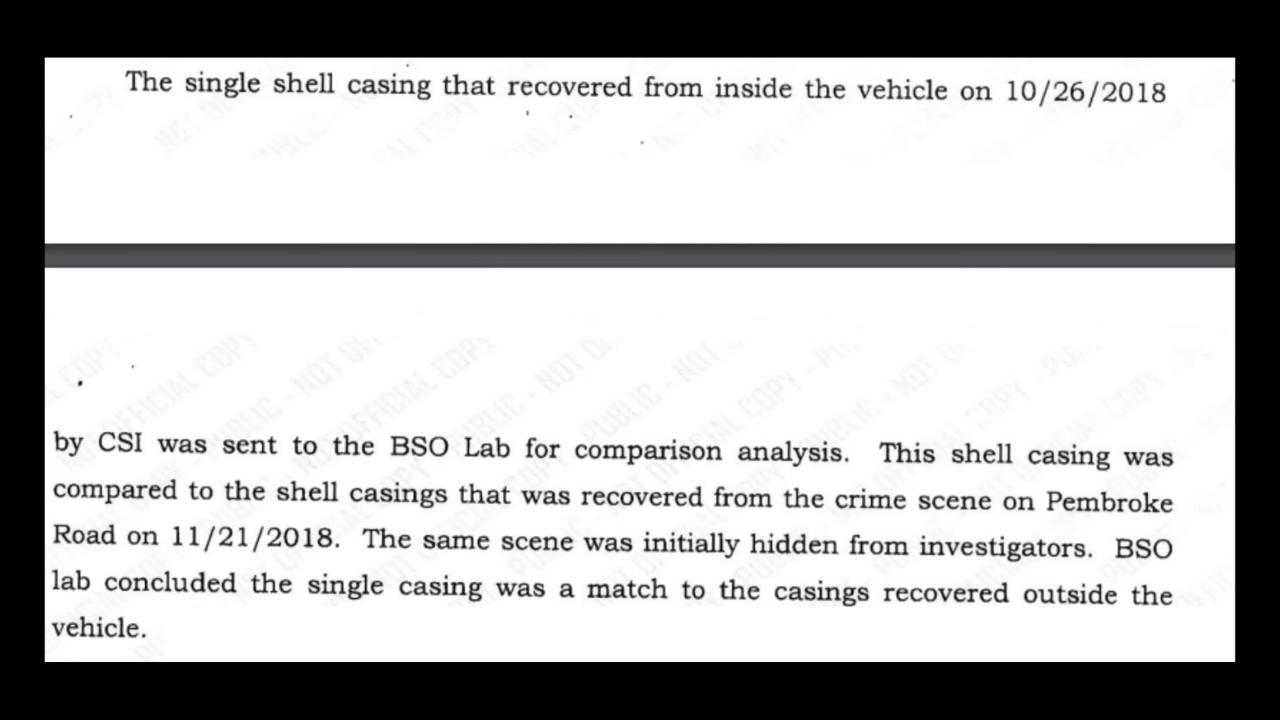 The single shell casing that recovered from inside the vehicle on 10/26/2018
by CSI was sent to the BSO Lab for comparison analysis. This shell casing was
compared to the shell casings that was recovered from the crime scene on Pembroke
Road on 11/21/2018. The same scene was initially hidden from investigators. BSO
lab concluded the single casing was a match to the casings recovered outside the
vehicle.